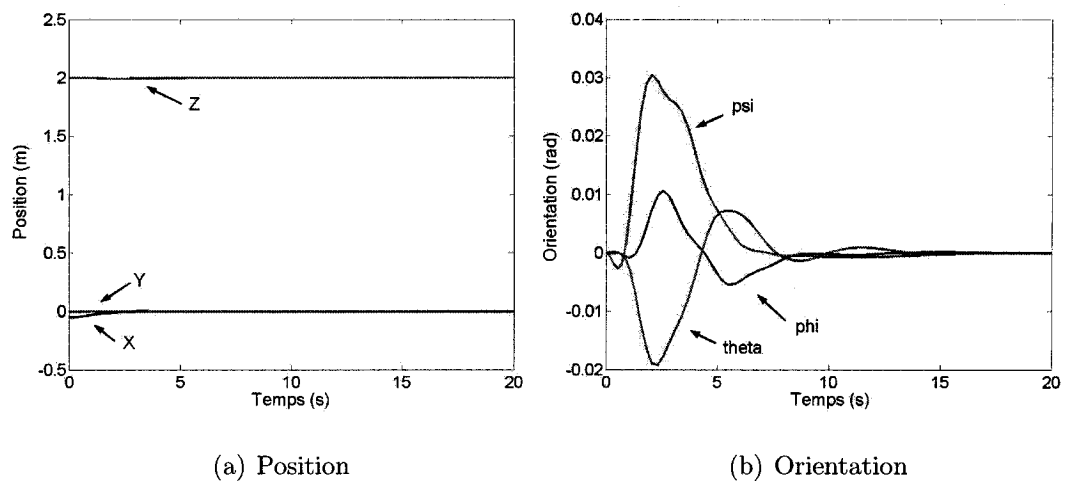 2.5
2
1.5
1
0.5
0
-0.5
Position (m)
Z
Y
X
0
5
10
15
20
Temps (s)
(a) Position
0.04
0.03
0.02
0.01
0
-0.01
-0.02
Orientation (rad)
psi
phi
theta
0
5
10
15
20
Temps (s)
(b) Orientation